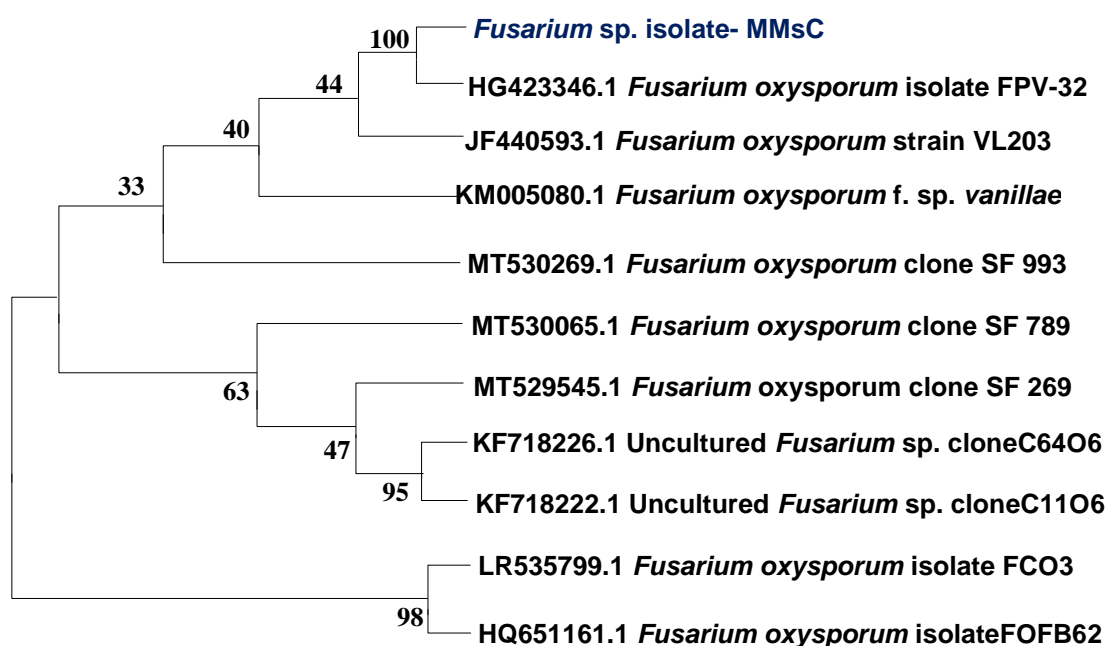 Fusarium sp. isolate- MMsC
100
HG423346.1 Fusarium oxysporum isolate FPV-32
44
JF440593.1 Fusarium oxysporum strain VL203
40
KM005080.1 Fusarium oxysporum f. sp. vanillae
33
MT530269.1 Fusarium oxysporum clone SF 993
MT530065.1 Fusarium oxysporum clone SF 789
63
MT529545.1 Fusarium oxysporum clone SF 269
47
KF718226.1 Uncultured Fusarium sp. cloneC64O6
95
KF718222.1 Uncultured Fusarium sp. cloneC11O6
LR535799.1 Fusarium oxysporum isolate FCO3
98
HQ651161.1 Fusarium oxysporum isolateFOFB62